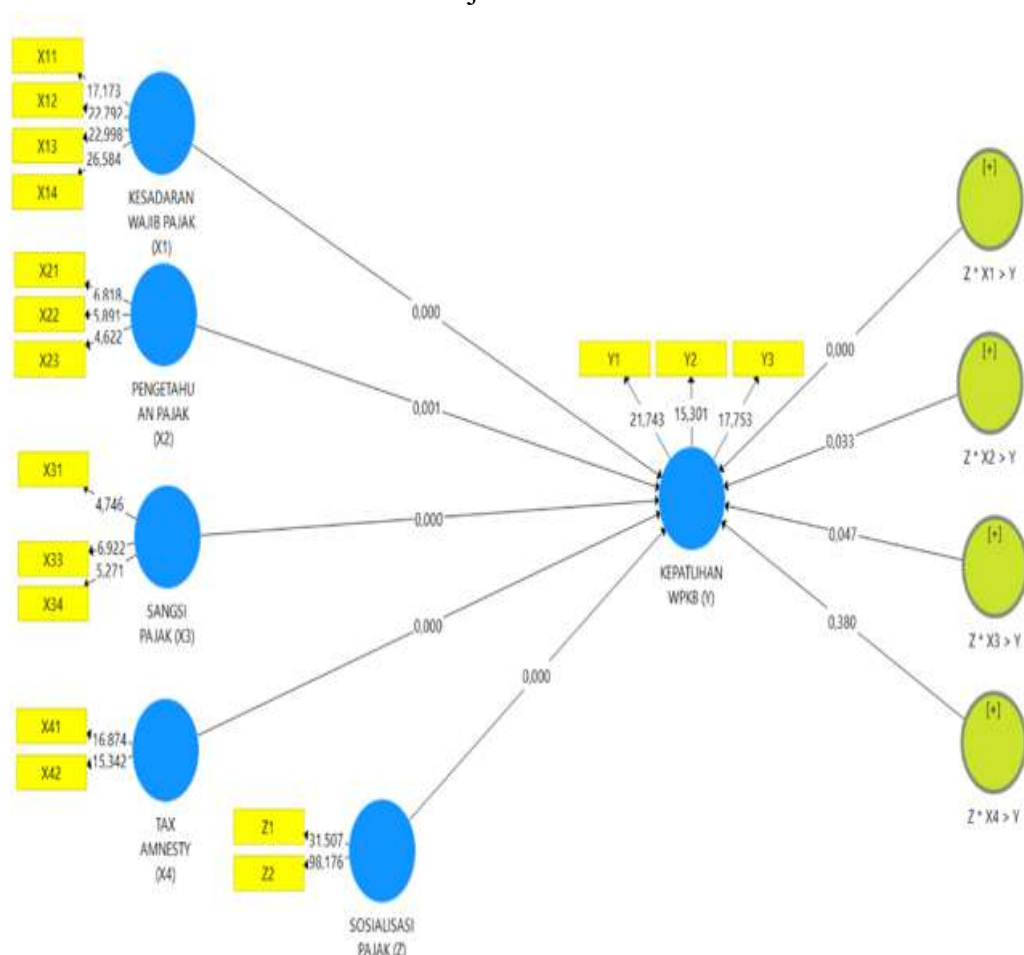 X11
X12
X13
X14
17,173
22,792
22,998
26,584
KESADARAN
WAJIB PAJAK
(X1)
X21
X22
X23
6,818
5,891
4,622
PENGETAHU
AN PAJAK
(X2)
X31
X33
X34
4,746
6,922
5,271
SANGSI
PAJAK (X3)
X41
X42
16,874
15,342
TAX
AMNESTY
(X4)
Z1
Z2
31,507
98,176
SOSIALISASI
PAJAK (Z)
0,000
0,001
0,000
0,000
0,000
Y1
Y2
Y3
21,743
15,301
17,753
KEPATUHAN
WPKB (Y)
0,000
0,033
0,047
0,380
[+]
Z * X1 > Y
[+]
Z * X2 > Y
[+]
Z * X3 > Y
[+]
Z * X4 > Y